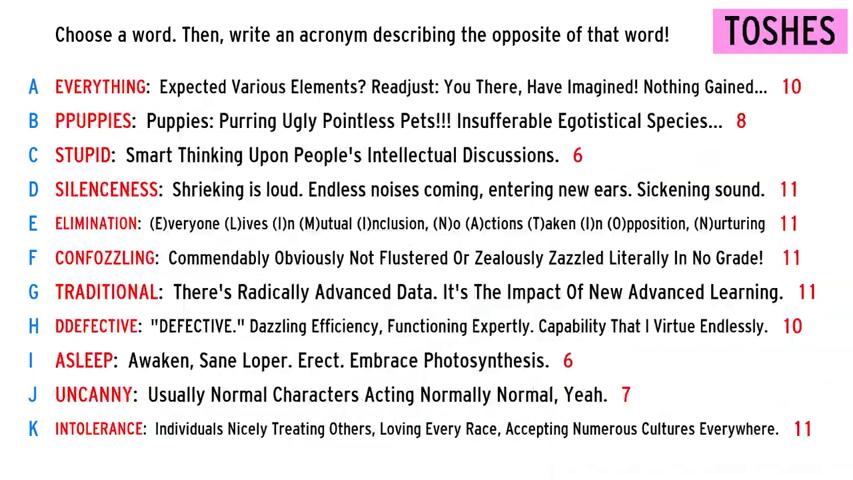 Choose a word. Then, write an acronym describing the opposite of that word!
TOSHES
A EVERYTHING: Expected Various Elements? Readjust: You There, Have Imagined! Nothing Gained... 10
B PPUPPIES: Puppies: Purring Ugly Pointless Pets!!! Insufferable Egotistical Species... 8
C STUPID: Smart Thinking Upon People's Intellectual Discussions. 6
D SILENCENESS: Shrieking is loud. Endless noises coming, entering new ears. Sickening sound. 11
E ELIMINATION: (E)veryone (L)ives (I)n (M)utual (I)nclusion, (N)o (A)ctions (T)aken (I)n (O)pposition, (N)urturing 11
F CONFOZZLING: Commendably Obviously Not Flustered Or Zealously Zazzled Literally In No Grade! 11
G TRADITIONAL: There's Radically Advanced Data. It's The Impact Of New Advanced Learning. 11
H DDEFECTIVE: "DEFECTIVE." Dazzling Efficiency, Functioning Expertly. Capability That I Virtue Endlessly. 10
I ASLEEP: Awaken, Sane Loper. Erect. Embrace Photosynthesis. 6
J UNCANNY: Usually Normal Characters Acting Normally Normal, Yeah. 7
K INTOLERANCE: Individuals Nicely Treating Others, Loving Every Race, Accepting Numerous Cultures Everywhere. 11